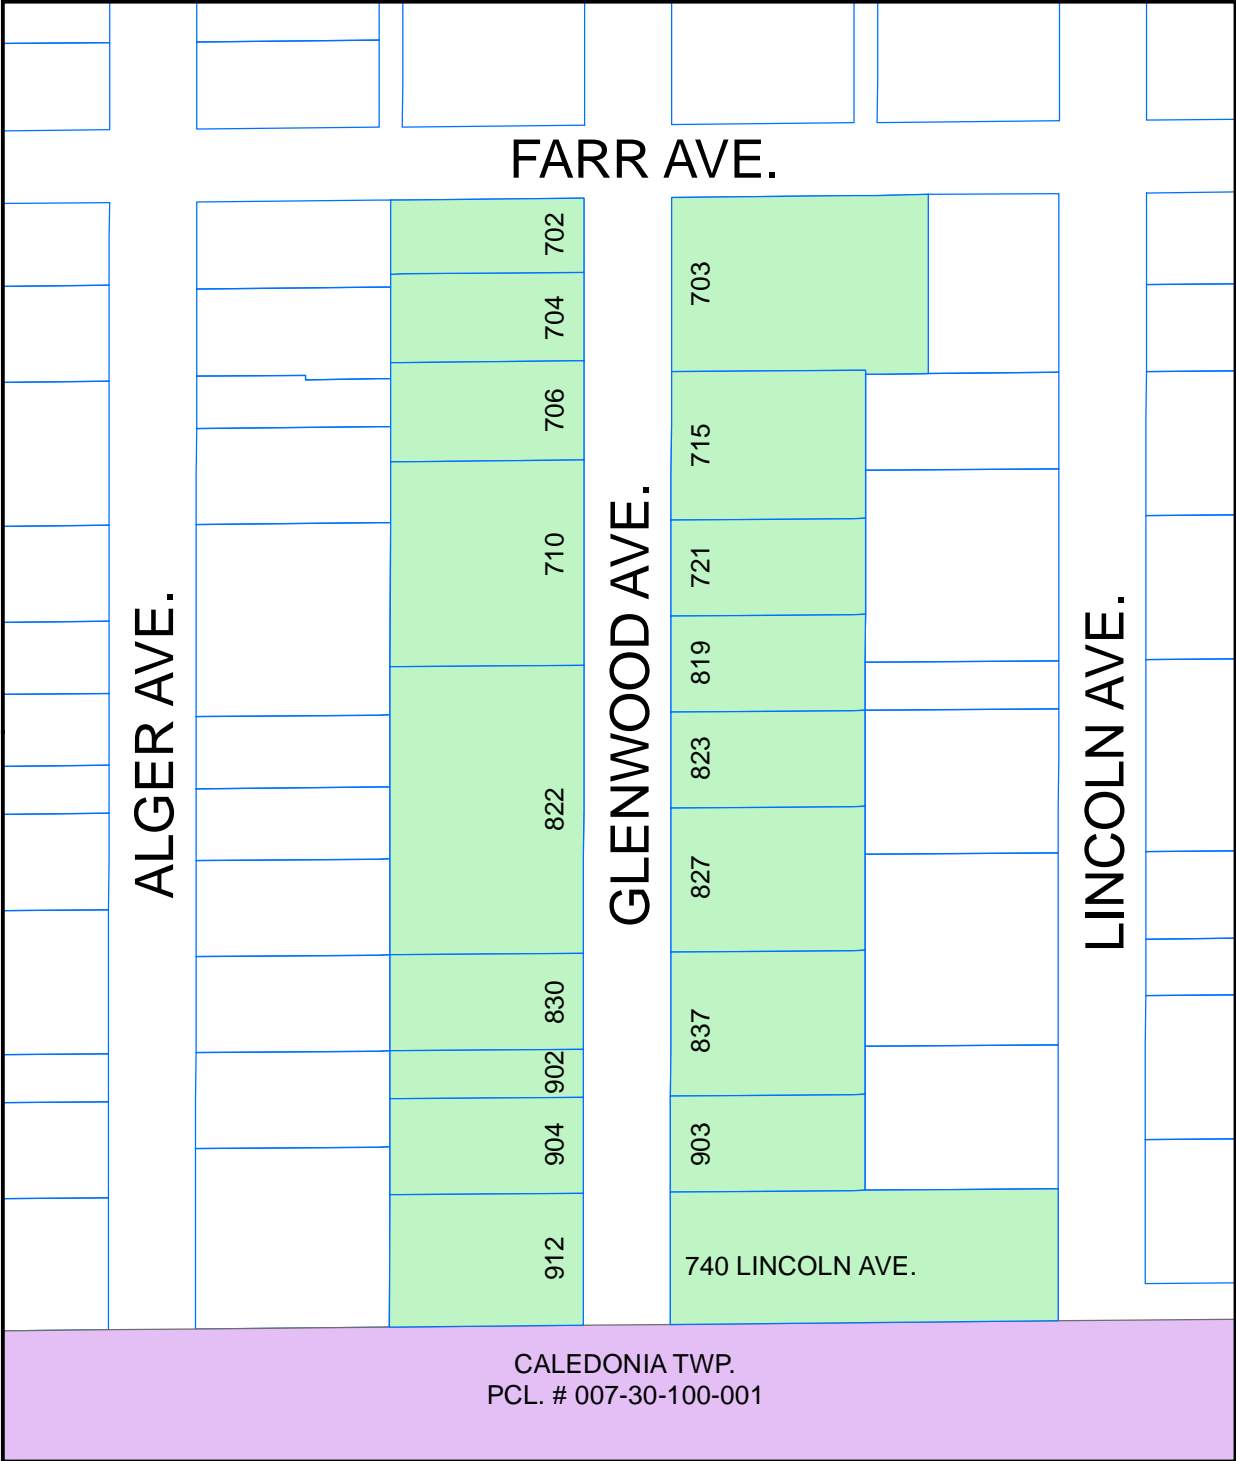 FARR AVE.
702
704
706
710
822
830
902
904
912
703
715
721
819
823
827
837
903
740 LINCOLN AVE.
ALGER AVE.
GLENWOOD AVE.
LINCOLN AVE.
CALEDONIA TWP.
PCL. # 007-30-100-001